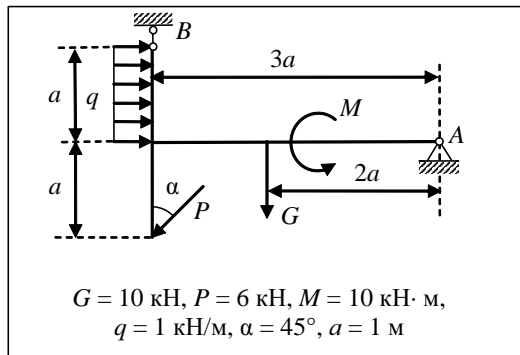 B
3a
a
q
M
A
a
α
P
G
2a
G = 10 кН, P = 6 кН, M = 10 кН· м,
q = 1 кН/м, α = 45°, a = 1 м